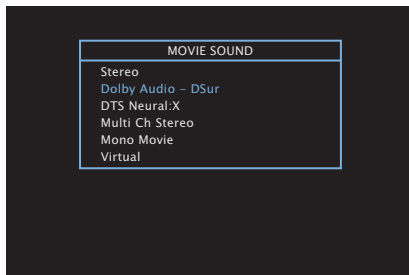 MOVIE SOUND
Stereo
Dolby Audio – DSur
DTS Neural:X
Multi Ch Stereo
Mono Movie
Virtual